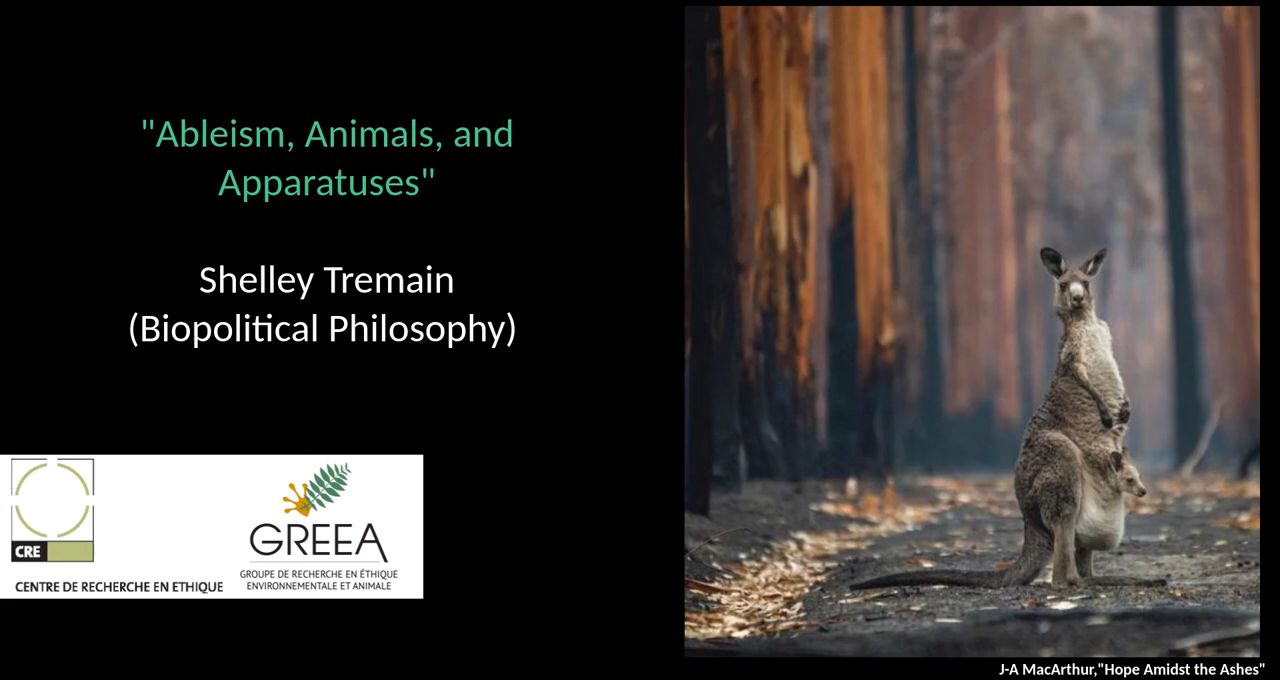 "Ableism, Animals, and
Apparatuses"
Shelley Tremain
(Biopolitical Philosophy)
CRE
CENTRE DE RECHERCHE EN ETHIQUE
GREEA
GROUPE DE RECHERCHE EN ÉTHIQUE
ENVIRONNEMENTALE ET ANIMALE
J-A MacArthur,"Hope Amidst the Ashes"